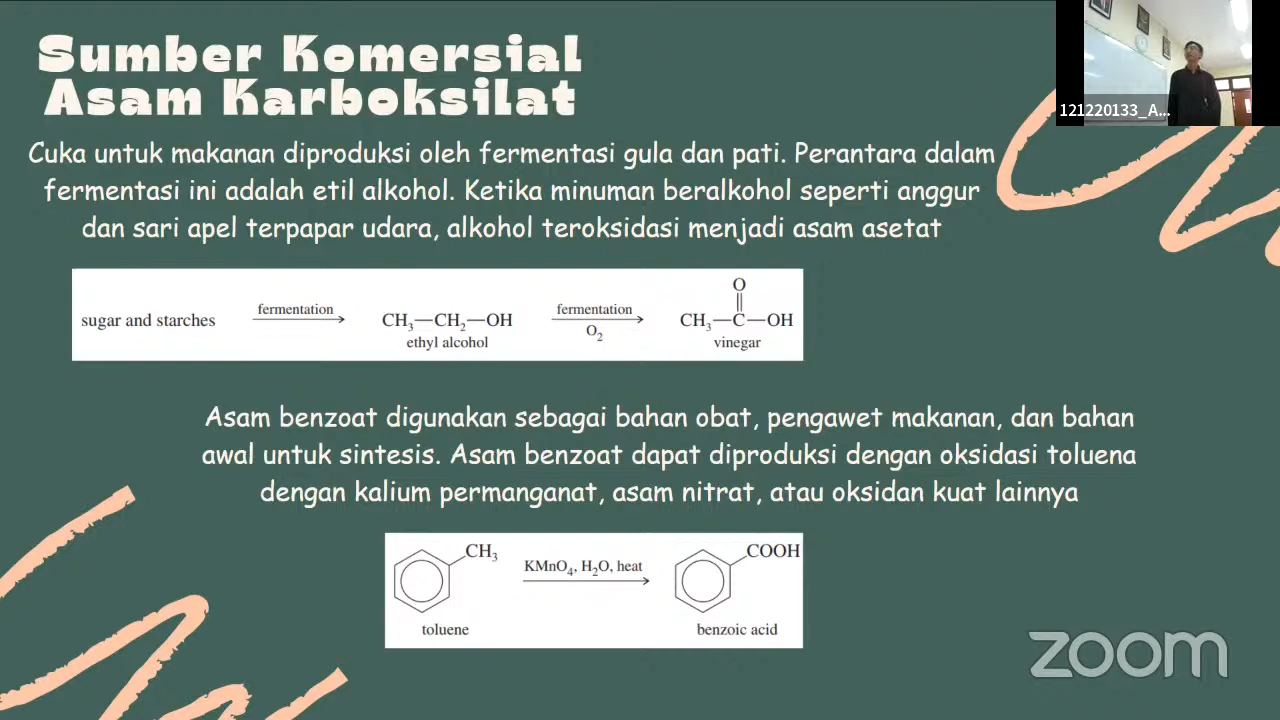 Sumber Komersial
Asam Karboksilat
121220133_A...
Cuka untuk makanan diproduksi oleh fermentasi gula dan pati. Perantara dalam
fermentasi ini adalah etil alkohol. Ketika minuman beralkohol seperti anggur
dan sari apel terpapar udara, alkohol teroksidasi menjadi asam asetat
sugar and starches fermentation CH₃—CH₂—OH fermentation O₂ CH₃—C—OH
O
ethyl alcohol vinegar
Asam benzoat digunakan sebagai bahan obat, pengawet makanan, dan bahan
awal untuk sintesis. Asam benzoat dapat diproduksi dengan oksidasi toluena
dengan kalium permanganat, asam nitrat, atau oksidan kuat lainnya
CH₃ KMnO₄, H₂O, heat COOH
toluene benzoic acid
zoom